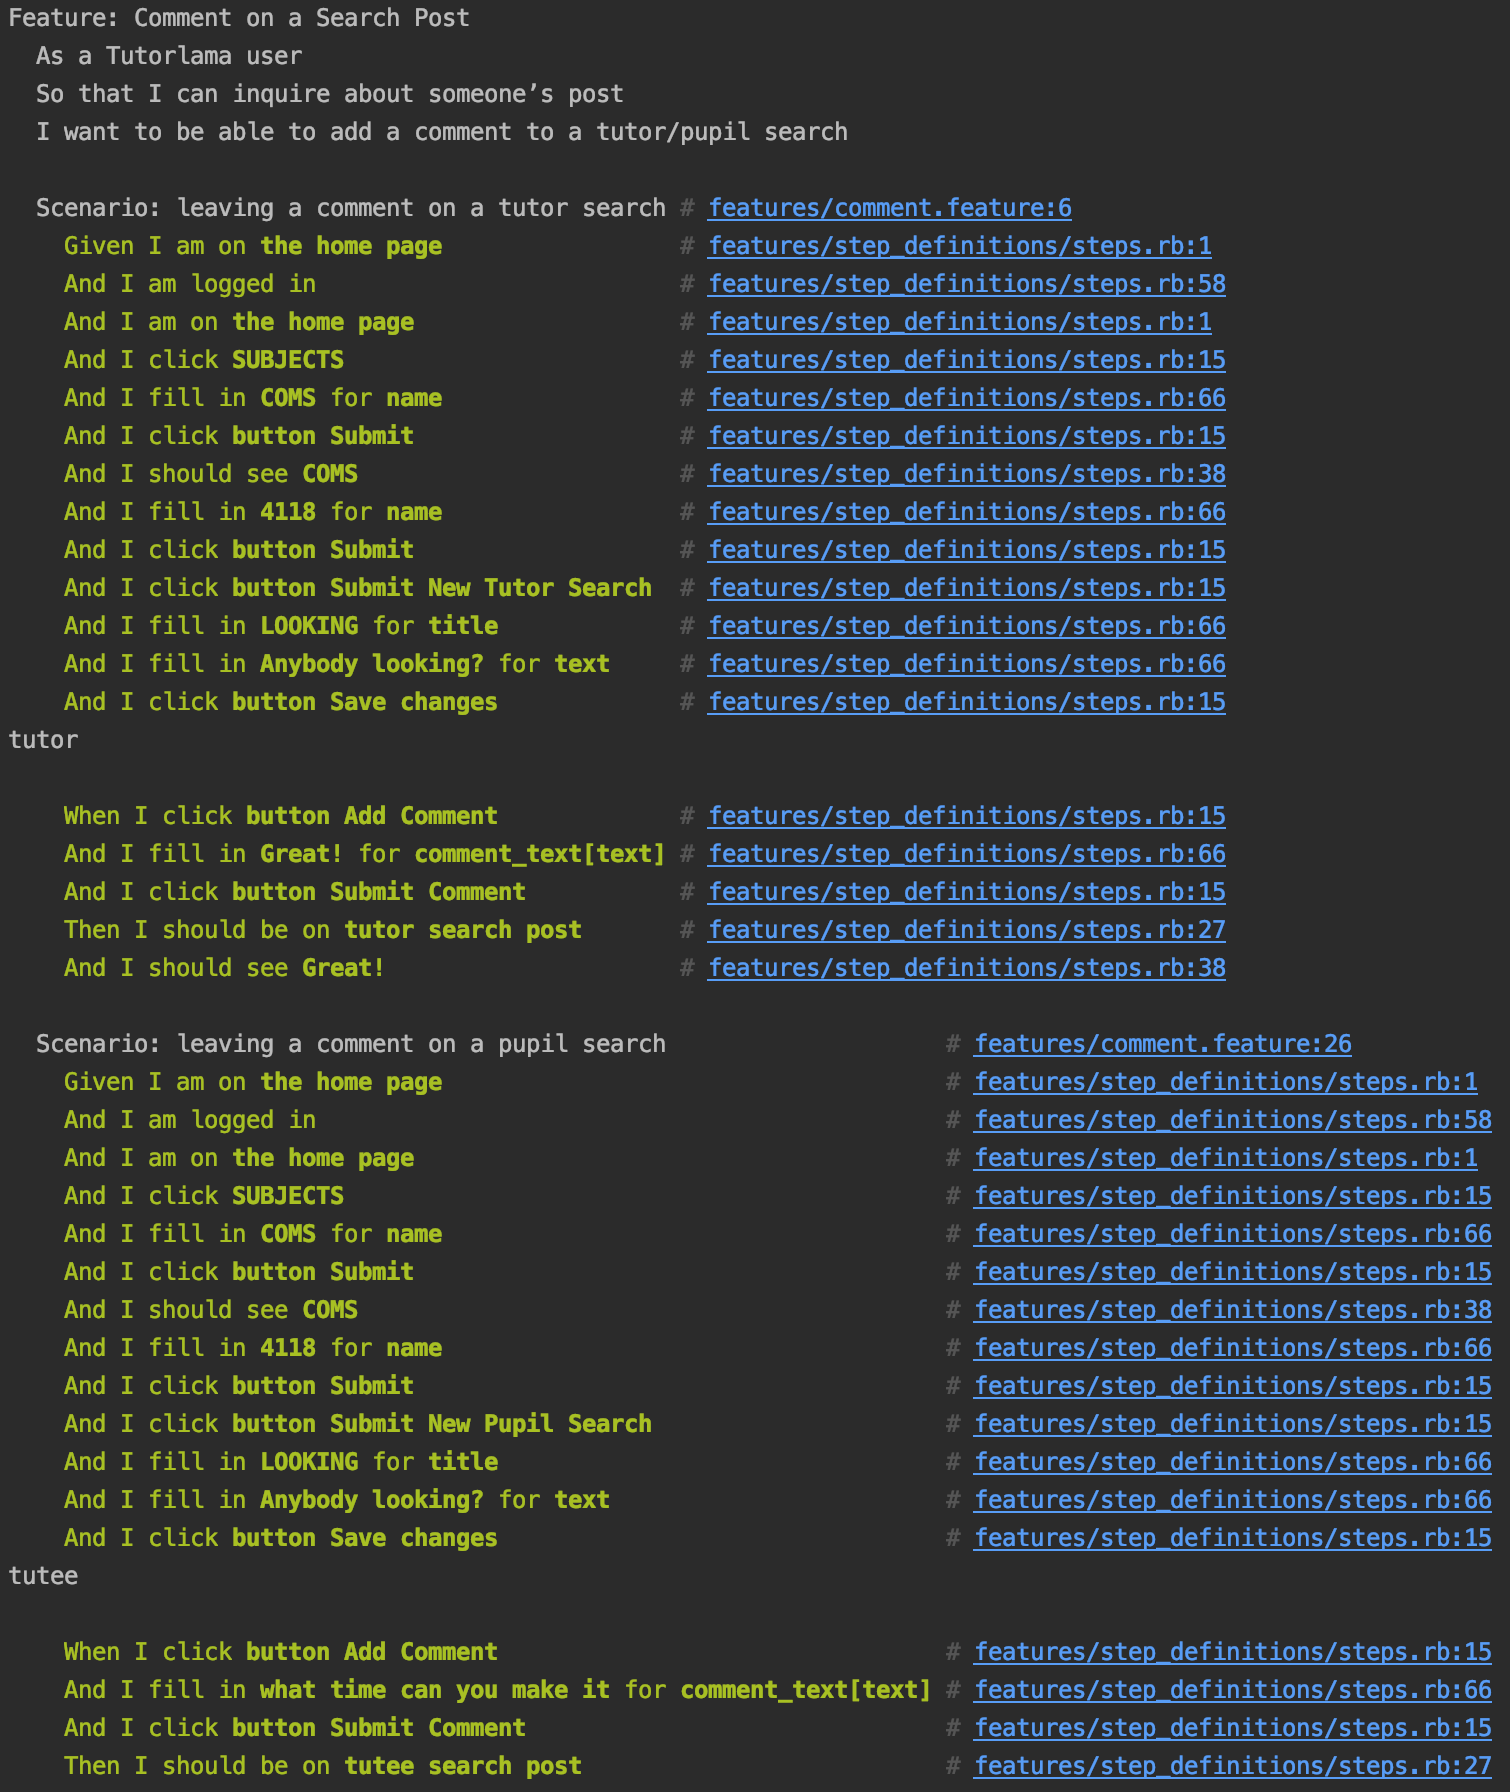 Feature: Comment on a Search Post
As a Tutorlama user
So that I can inquire about someone’s post
I want to be able to add a comment to a tutor/pupil search
Scenario: leaving a comment on a tutor search # features/comment.feature:6
Given I am on the home page # features/step_definitions/steps.rb:1
And I am logged in # features/step_definitions/steps.rb:58
And I am on the home page # features/step_definitions/steps.rb:1
And I click SUBJECTS # features/step_definitions/steps.rb:15
And I fill in COMS for name # features/step_definitions/steps.rb:66
And I click button Submit # features/step_definitions/steps.rb:15
And I should see COMS # features/step_definitions/steps.rb:38
And I fill in 4118 for name # features/step_definitions/steps.rb:66
And I click button Submit # features/step_definitions/steps.rb:15
And I click button Submit New Tutor Search # features/step_definitions/steps.rb:15
And I fill in LOOKING for title # features/step_definitions/steps.rb:66
And I fill in Anybody looking? for text # features/step_definitions/steps.rb:66
And I click button Save changes # features/step_definitions/steps.rb:15
tutor
When I click button Add Comment # features/step_definitions/steps.rb:15
And I fill in Great! for comment_text[text] # features/step_definitions/steps.rb:66
And I click button Submit Comment # features/step_definitions/steps.rb:15
Then I should be on tutor search post # features/step_definitions/steps.rb:27
And I should see Great! # features/step_definitions/steps.rb:38
Scenario: leaving a comment on a pupil search # features/comment.feature:26
Given I am on the home page # features/step_definitions/steps.rb:1
And I am logged in # features/step_definitions/steps.rb:58
And I am on the home page # features/step_definitions/steps.rb:1
And I click SUBJECTS # features/step_definitions/steps.rb:15
And I fill in COMS for name # features/step_definitions/steps.rb:66
And I click button Submit # features/step_definitions/steps.rb:15
And I should see COMS # features/step_definitions/steps.rb:38
And I fill in 4118 for name # features/step_definitions/steps.rb:66
And I click button Submit # features/step_definitions/steps.rb:15
And I click button Submit New Pupil Search # features/step_definitions/steps.rb:15
And I fill in LOOKING for title # features/step_definitions/steps.rb:66
And I fill in Anybody looking? for text # features/step_definitions/steps.rb:66
And I click button Save changes # features/step_definitions/steps.rb:15
tutee
When I click button Add Comment # features/step_definitions/steps.rb:15
And I fill in what time can you make it for comment_text[text] # features/step_definitions/steps.rb:66
And I click button Submit Comment # features/step_definitions/steps.rb:15
Then I should be on tutee search post # features/step_definitions/steps.rb:27